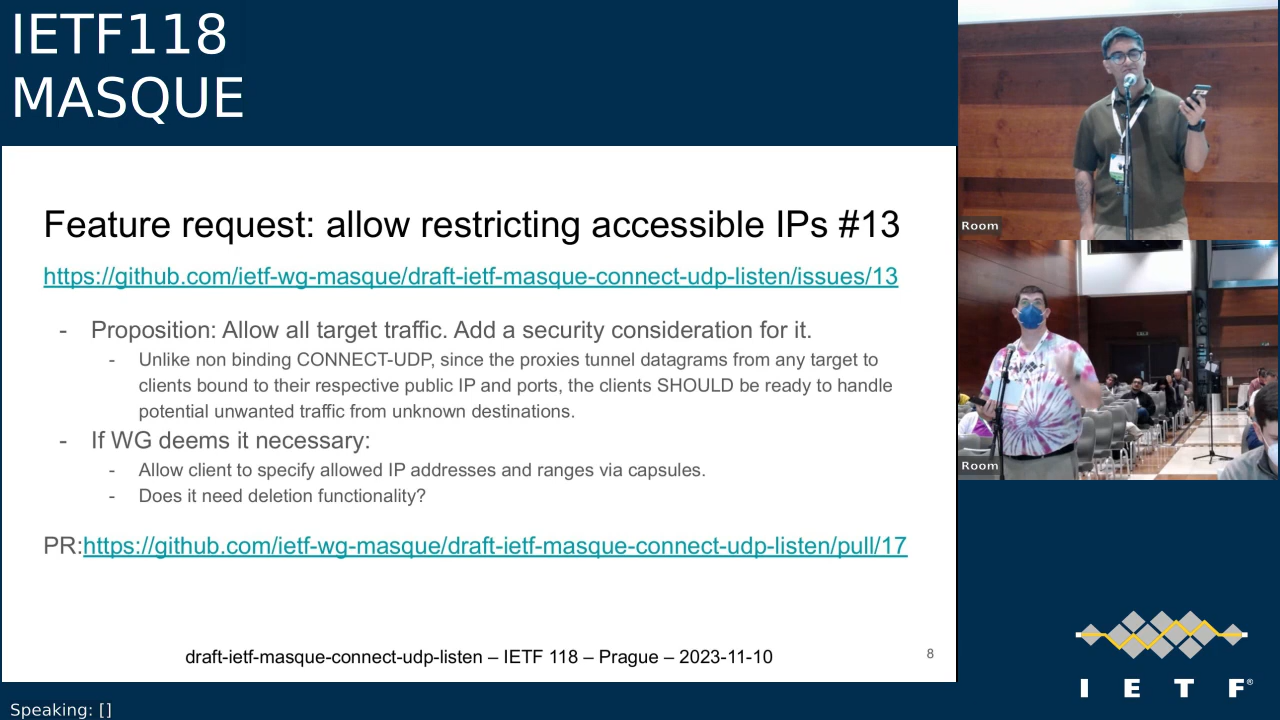 IETF118
MASQUE
Feature request: allow restricting accessible IPs #13
https://github.com/ietf-wg-masque/draft-ietf-masque-connect-udp-listen/issues/13
- Proposition: Allow all target traffic. Add a security consideration for it.
- Unlike non binding CONNECT-UDP, since the proxies tunnel datagrams from any target to
clients bound to their respective public IP and ports, the clients SHOULD be ready to handle
potential unwanted traffic from unknown destinations.
- If WG deems it necessary:
- Allow client to specify allowed IP addresses and ranges via capsules.
- Does it need deletion functionality?
PR:https://github.com/ietf-wg-masque/draft-ietf-masque-connect-udp-listen/pull/17
draft-ietf-masque-connect-udp-listen – IETF 118 – Prague – 2023-11-10
8
Speaking: []
Room
Room
I E T F®